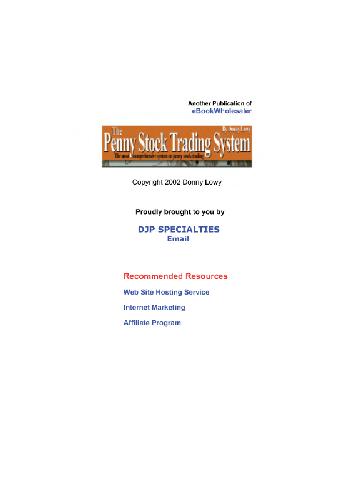 Another Publication of
eBookWholesaler
The
By Donny Lowy
Penny Stock Trading System
The most comprehensive system on penny stock trading
Copyright 2002 Donny Lowy
Proudly brought to you by
DJP SPECIALTIES
Email
Recommended Resources
Web Site Hosting Service
Internet Marketing
Affiliate Program